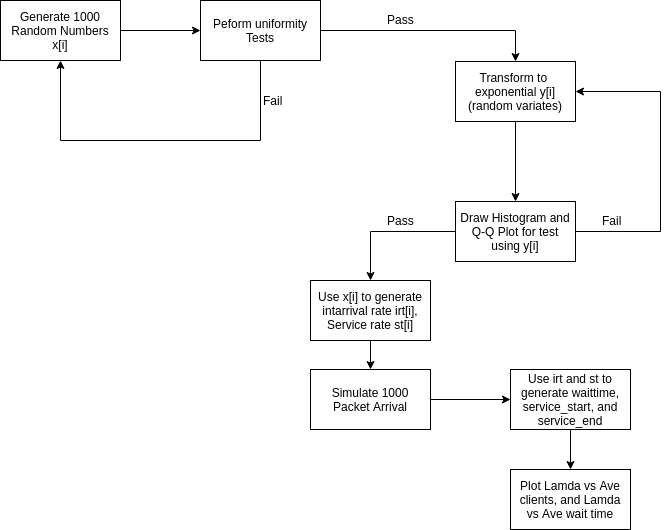 Generate 1000
Random Numbers
x[i]
Peform uniformity
Tests
Pass
Fail
Transform to
exponential y[i]
(random variates)
Draw Histogram and
Q-Q Plot for test
using y[i]
Pass
Fail
Use x[i] to generate
intarrival rate irt[i],
Service rate st[i]
Simulate 1000
Packet Arrival
Use irt and st to
generate waittime,
service_start, and
service_end
Plot Lamda vs Ave
clients, and Lamda
vs Ave wait time